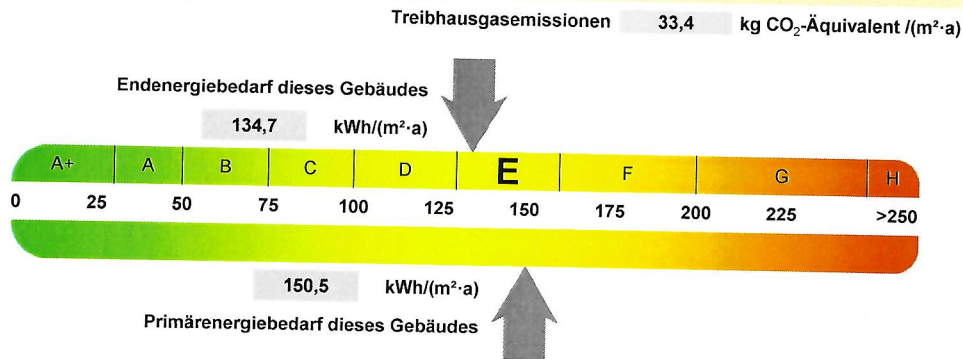 Treibhausgasemissionen 33,4 kg CO₂-Äquivalent /(m²·a)
Endenergiebedarf dieses Gebäudes
134,7 kWh/(m²·a)
A+ A B C D E F G H
0 25 50 75 100 125 150 175 200 225 >250
150,5 kWh/(m²·a)
Primärenergiebedarf dieses Gebäudes